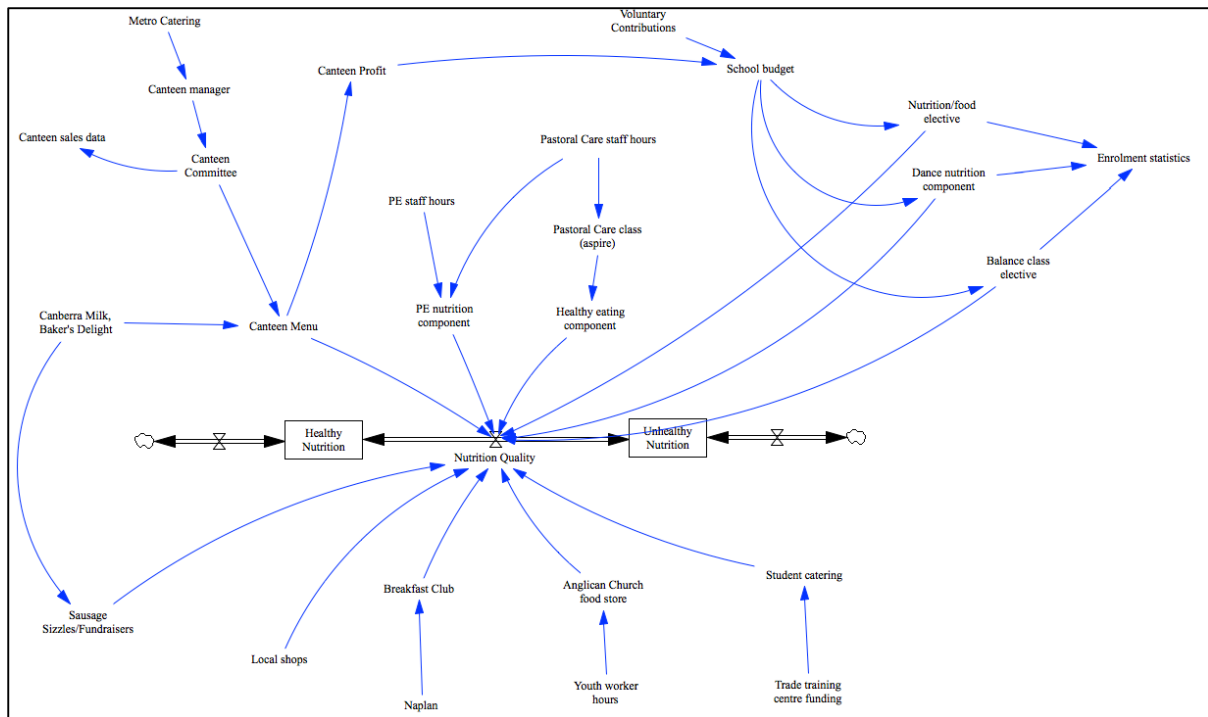 Metro Catering
Voluntary
Contributions
Canteen Profit
School budget
Canteen manager
Nutrition/food
elective
Canteen sales data
Pastoral Care staff hours
Canteen
Committee
Enrolment statistics
Dance nutrition
component
PE staff hours
Pastoral Care class
(aspire)
Balance class
elective
PE nutrition
component
Healthy eating
component
Canberra Milk,
Baker's Delight
Canteen Menu
Healthy
Nutrition
Unhealthy
Nutrition
Nutrition Quality
Student catering
Breakfast Club
Anglican Church
food store
Sausage
Sizzles/Fundraisers
Local shops
Youth worker
hours
Trade training
centre funding
Naplan